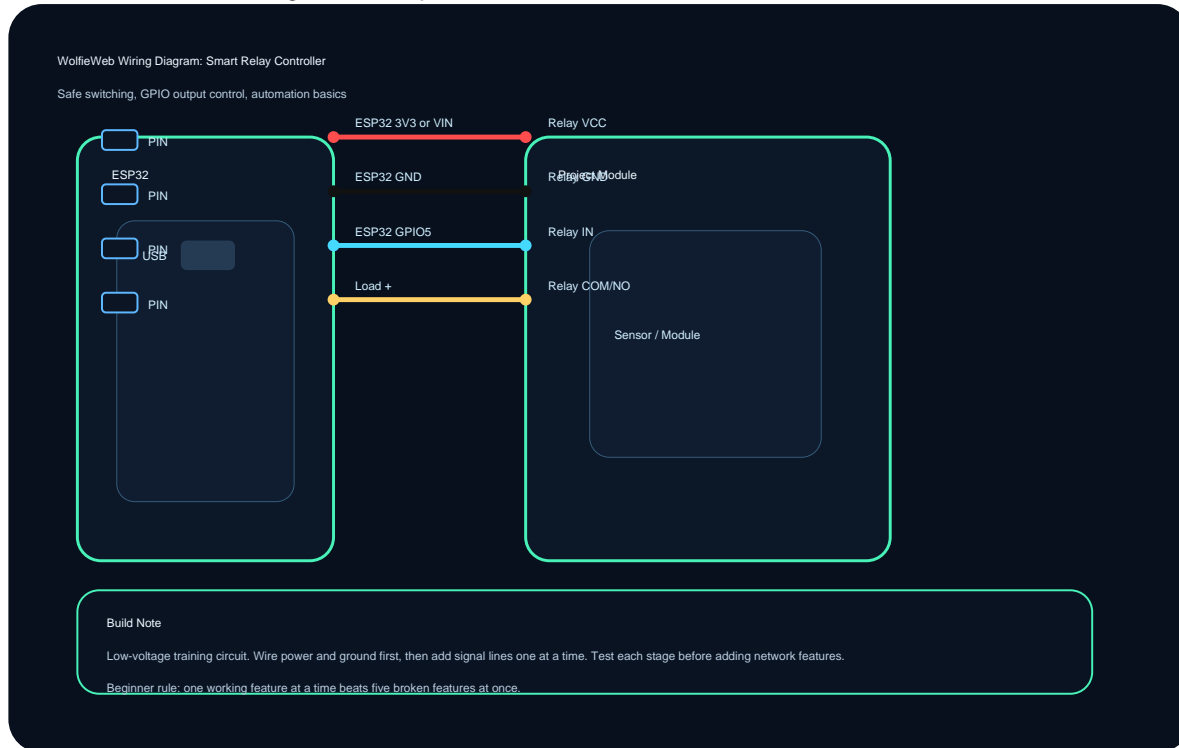 WolfieWeb Wiring Diagram: Smart Relay Controller
Safe switching, GPIO output control, automation basics
ESP32 3V3 or VIN
Relay VCC
PIN
ESP32
ESP32 GND
Relay GND
Project Module
PIN
ESP32 GPIO5
Relay IN
PIN
USB
Load +
Relay COM/NO
PIN
Sensor / Module
Build Note
Low-voltage training circuit. Wire power and ground first, then add signal lines one at a time. Test each stage before adding network features.
Beginner rule: one working feature at a time beats five broken features at once.